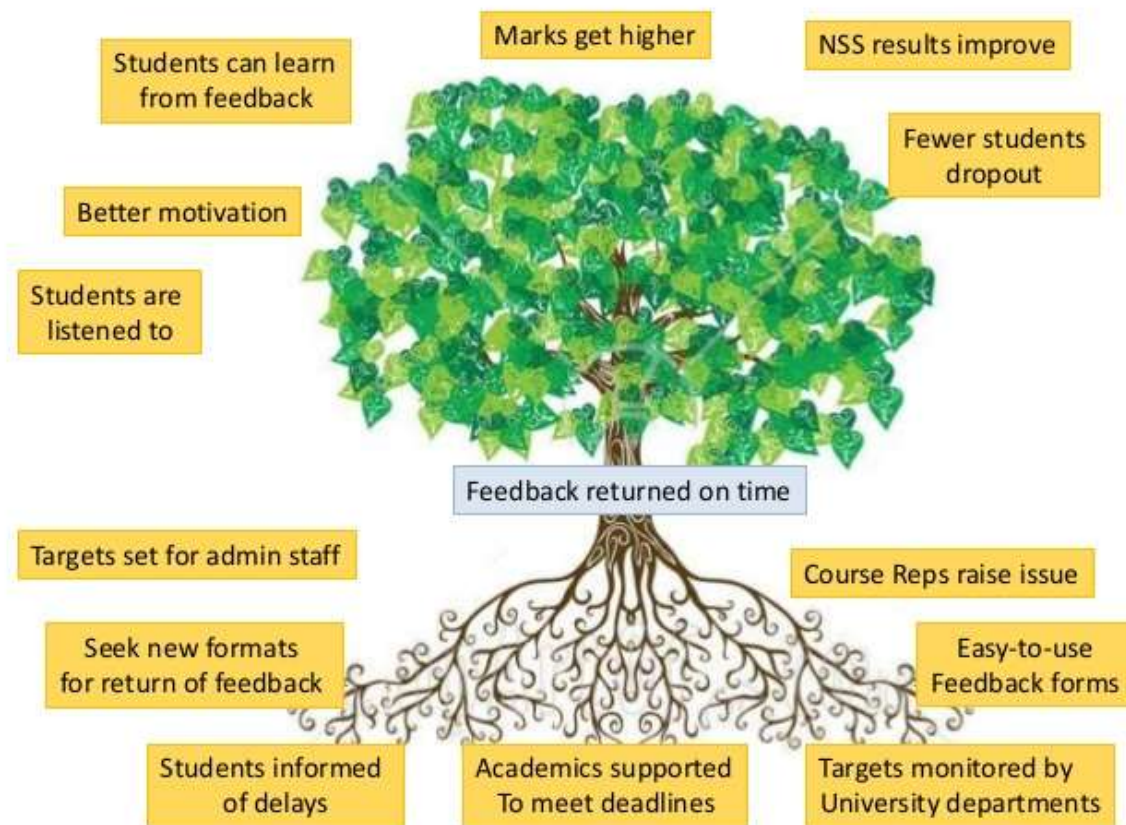 Marks get higher
NSS results improve
Students can learn
from feedback
Fewer students
dropout
Better motivation
Students are
listened to
Feedback returned on time
Targets set for admin staff
Course Reps raise issue
Seek new formats
for return of feedback
Easy-to-use
Feedback forms
Students informed
of delays
Academics supported
To meet deadlines
Targets monitored by
University departments